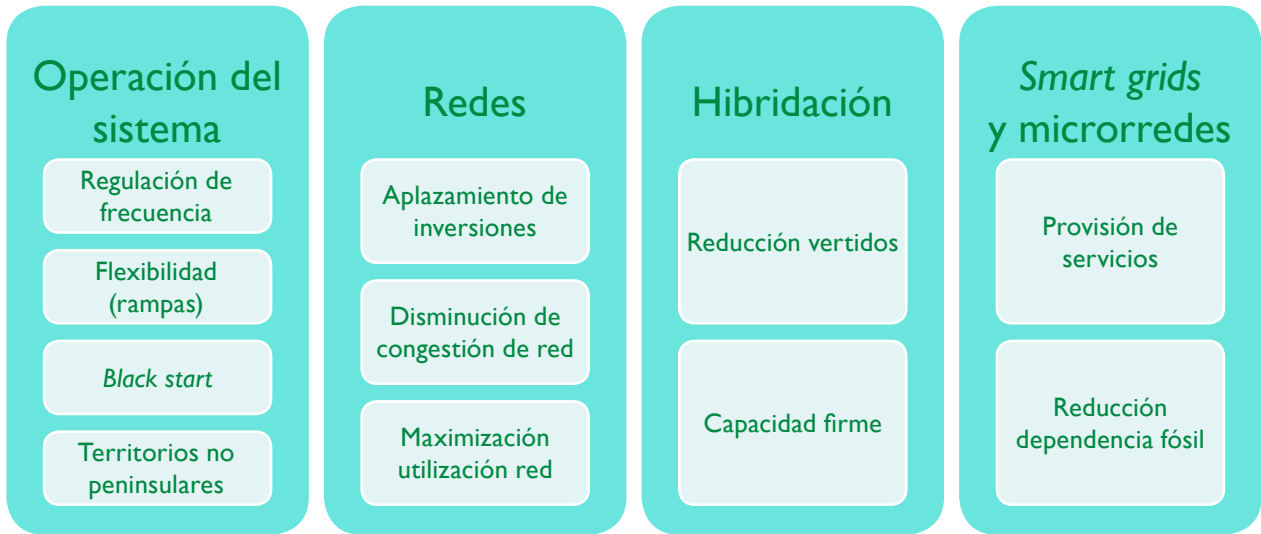 Operación del
sistema
Regulación de
frecuencia
Flexibilidad
(rampas)
Black start
Territorios no
peninsulares
Redes
Aplazamiento de
inversiones
Disminución de
congestión de red
Maximización
utilización red
Hibridación
Reducción vertidos
Capacidad firme
Smart grids
y microrredes
Provisión de
servicios
Reducción
dependencia fósil